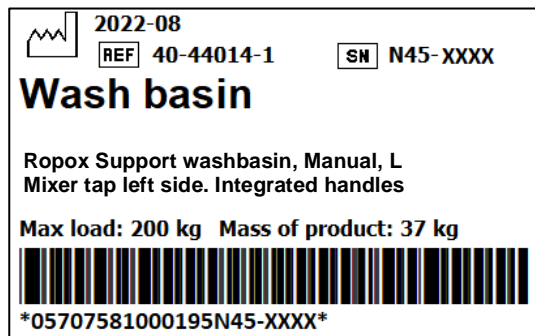 2022-08
REF 40-44014-1 SN N45-XXXX
Wash basin
Ropox Support washbasin, Manual, L
Mixer tap left side. Integrated handles
Max load: 200 kg Mass of product: 37 kg
*05707581000195N45-XXXX*